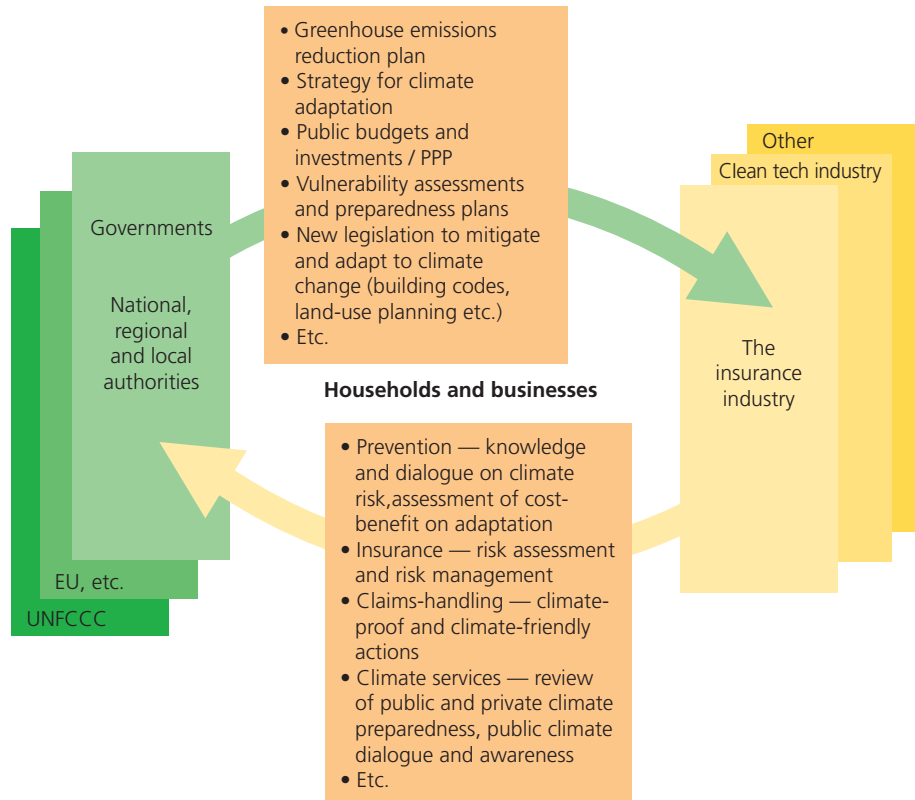 • Greenhouse emissions
reduction plan
• Strategy for climate
adaptation
• Public budgets and
investments / PPP
• Vulnerability assessments
and preparedness plans
• New legislation to mitigate
and adapt to climate
change (building codes,
land-use planning etc.)
• Etc.
Governments
National,
regional
and local
authorities
EU, etc.
UNFCCC
Other
Clean tech industry
The
insurance
industry
Households and businesses
• Prevention — knowledge
and dialogue on climate
risk,assessment of cost-
benefit on adaptation
• Insurance — risk assessment
and risk management
• Claims-handling — climate-
proof and climate-friendly
actions
• Climate services — review
of public and private climate
preparedness, public climate
dialogue and awareness
• Etc.